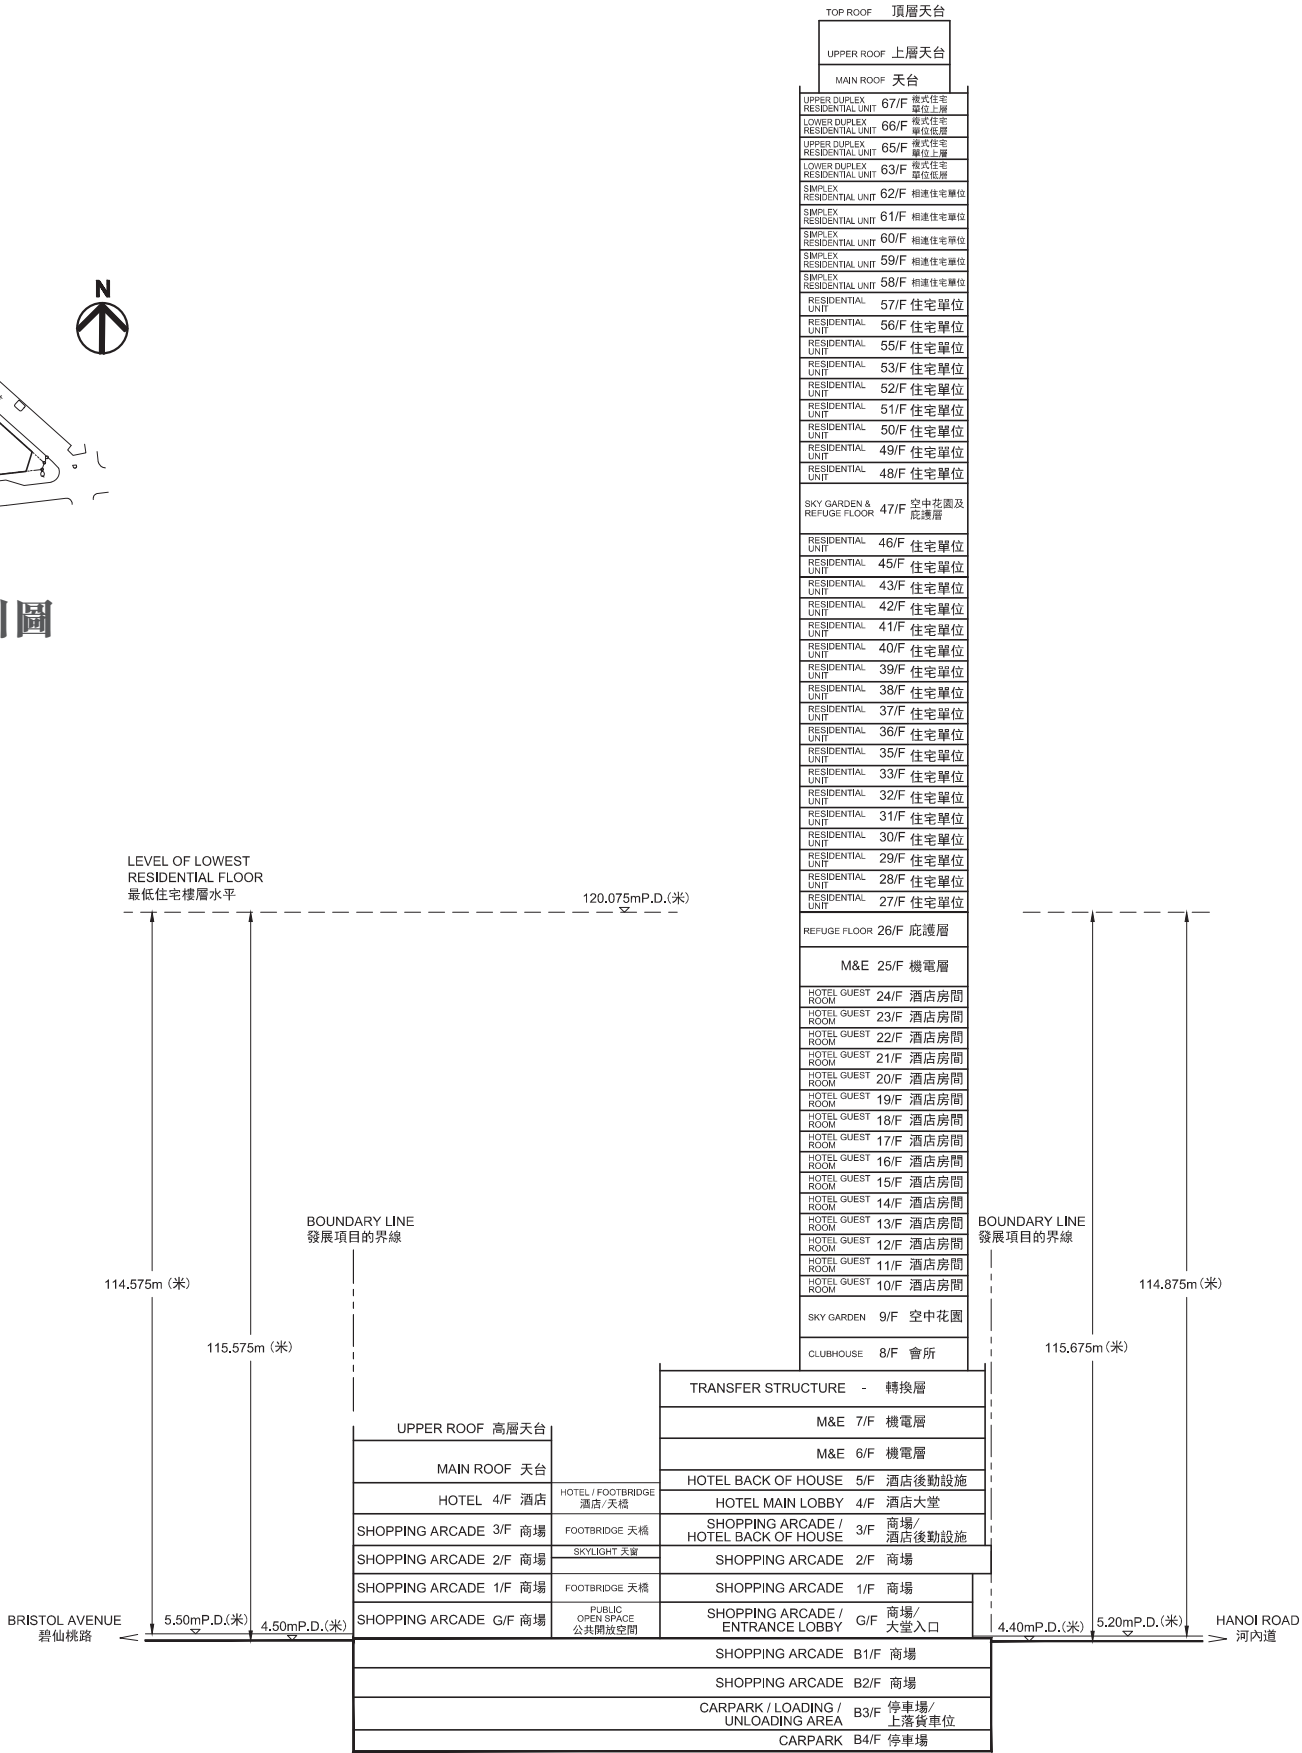 TOP ROOF 頂層天台
UPPER ROOF 上層天台
MAIN ROOF 天台
UPPER DUPLEX RESIDENTIAL UNIT 67/F 複式住宅單位上層
LOWER DUPLEX RESIDENTIAL UNIT 66/F 複式住宅單位低層
UPPER DUPLEX RESIDENTIAL UNIT 65/F 複式住宅單位上層
LOWER DUPLEX RESIDENTIAL UNIT 63/F 複式住宅單位低層
SIMPLEX RESIDENTIAL UNIT 62/F 相連住宅單位
SIMPLEX RESIDENTIAL UNIT 61/F 相連住宅單位
SIMPLEX RESIDENTIAL UNIT 60/F 相連住宅單位
SIMPLEX RESIDENTIAL UNIT 59/F 相連住宅單位
SIMPLEX RESIDENTIAL UNIT 58/F 相連住宅單位
N
RESIDENTIAL UNIT 57/F 住宅單位
RESIDENTIAL UNIT 56/F 住宅單位
RESIDENTIAL UNIT 55/F 住宅單位
RESIDENTIAL UNIT 53/F 住宅單位
RESIDENTIAL UNIT 52/F 住宅單位
RESIDENTIAL UNIT 51/F 住宅單位
RESIDENTIAL UNIT 50/F 住宅單位
RESIDENTIAL UNIT 49/F 住宅單位
RESIDENTIAL UNIT 48/F 住宅單位
SKY GARDEN & REFUGE FLOOR 47/F 空中花園及庇護層
RESIDENTIAL UNIT 46/F 住宅單位
RESIDENTIAL UNIT 45/F 住宅單位
RESIDENTIAL UNIT 43/F 住宅單位
RESIDENTIAL UNIT 42/F 住宅單位
圖
RESIDENTIAL UNIT 41/F 住宅單位
RESIDENTIAL UNIT 40/F 住宅單位
RESIDENTIAL UNIT 39/F 住宅單位
RESIDENTIAL UNIT 38/F 住宅單位
RESIDENTIAL UNIT 37/F 住宅單位
RESIDENTIAL UNIT 36/F 住宅單位
RESIDENTIAL UNIT 35/F 住宅單位
RESIDENTIAL UNIT 33/F 住宅單位
RESIDENTIAL UNIT 32/F 住宅單位
RESIDENTIAL UNIT 31/F 住宅單位
RESIDENTIAL UNIT 30/F 住宅單位
RESIDENTIAL UNIT 29/F 住宅單位
RESIDENTIAL UNIT 28/F 住宅單位
RESIDENTIAL UNIT 27/F 住宅單位
LEVEL OF LOWEST
RESIDENTIAL FLOOR
最低住宅樓層水平
120.075mP.D.(米)
REFUGE FLOOR 26/F 庇護層
M&E 25/F 機電層
HOTEL GUEST ROOM 24/F 酒店房間
HOTEL GUEST ROOM 23/F 酒店房間
HOTEL GUEST ROOM 22/F 酒店房間
HOTEL GUEST ROOM 21/F 酒店房間
HOTEL GUEST ROOM 20/F 酒店房間
HOTEL GUEST ROOM 19/F 酒店房間
HOTEL GUEST ROOM 18/F 酒店房間
HOTEL GUEST ROOM 17/F 酒店房間
HOTEL GUEST ROOM 16/F 酒店房間
HOTEL GUEST ROOM 15/F 酒店房間
HOTEL GUEST ROOM 14/F 酒店房間
HOTEL GUEST ROOM 13/F 酒店房間
HOTEL GUEST ROOM 12/F 酒店房間
HOTEL GUEST ROOM 11/F 酒店房間
HOTEL GUEST ROOM 10/F 酒店房間
BOUNDARY LINE
發展項目的界線
BOUNDARY LINE
發展項目的界線
114.575m (米)
115.575m (米)
115.675m (米)
114.875m (米)
SKY GARDEN 9/F 空中花園
CLUBHOUSE 8/F 會所
TRANSFER STRUCTURE - 轉換層
M&E 7/F 機電層
M&E 6/F 機電層
HOTEL BACK OF HOUSE 5/F 酒店後勤設施
HOTEL MAIN LOBBY 4/F 酒店大堂
SHOPPING ARCADE / HOTEL BACK OF HOUSE 3/F 商場/酒店後勤設施
SHOPPING ARCADE 2/F 商場
SHOPPING ARCADE 1/F 商場
SHOPPING ARCADE / ENTRANCE LOBBY G/F 商場/大堂入口
UPPER ROOF 高層天台
MAIN ROOF 天台
HOTEL 4/F 酒店
SHOPPING ARCADE 3/F 商場
SHOPPING ARCADE 2/F 商場
SHOPPING ARCADE 1/F 商場
SHOPPING ARCADE G/F 商場
HOTEL / FOOTBRIDGE
酒店/天橋
FOOTBRIDGE 天橋
SKYLIGHT 天窗
FOOTBRIDGE 天橋
PUBLIC
OPEN SPACE
公共開放空間
BRISTOL AVENUE
碧仙桃路
5.50mP.D.(米)
4.50mP.D.(米)
4.40mP.D.(米)
5.20mP.D.(米)
HANOI ROAD
河內道
SHOPPING ARCADE B1/F 商場
SHOPPING ARCADE B2/F 商場
CARPARK / LOADING / UNLOADING AREA B3/F 停車場/上落貨車位
CARPARK B4/F 停車場